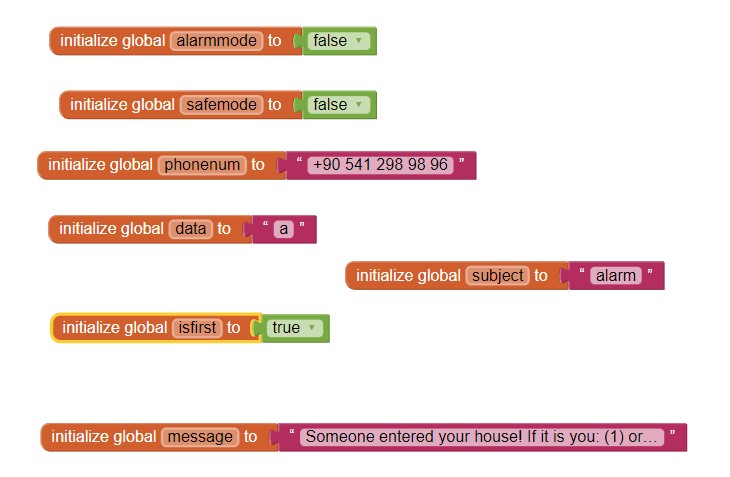 initialize global alarmmode to false
initialize global safemode to false
initialize global phonenum to “ +90 541 298 98 96 ”
initialize global data to “ a ”
initialize global subject to “ alarm ”
initialize global isfirst to true
initialize global message to “ Someone entered your house! If it is you: (1) or... ”